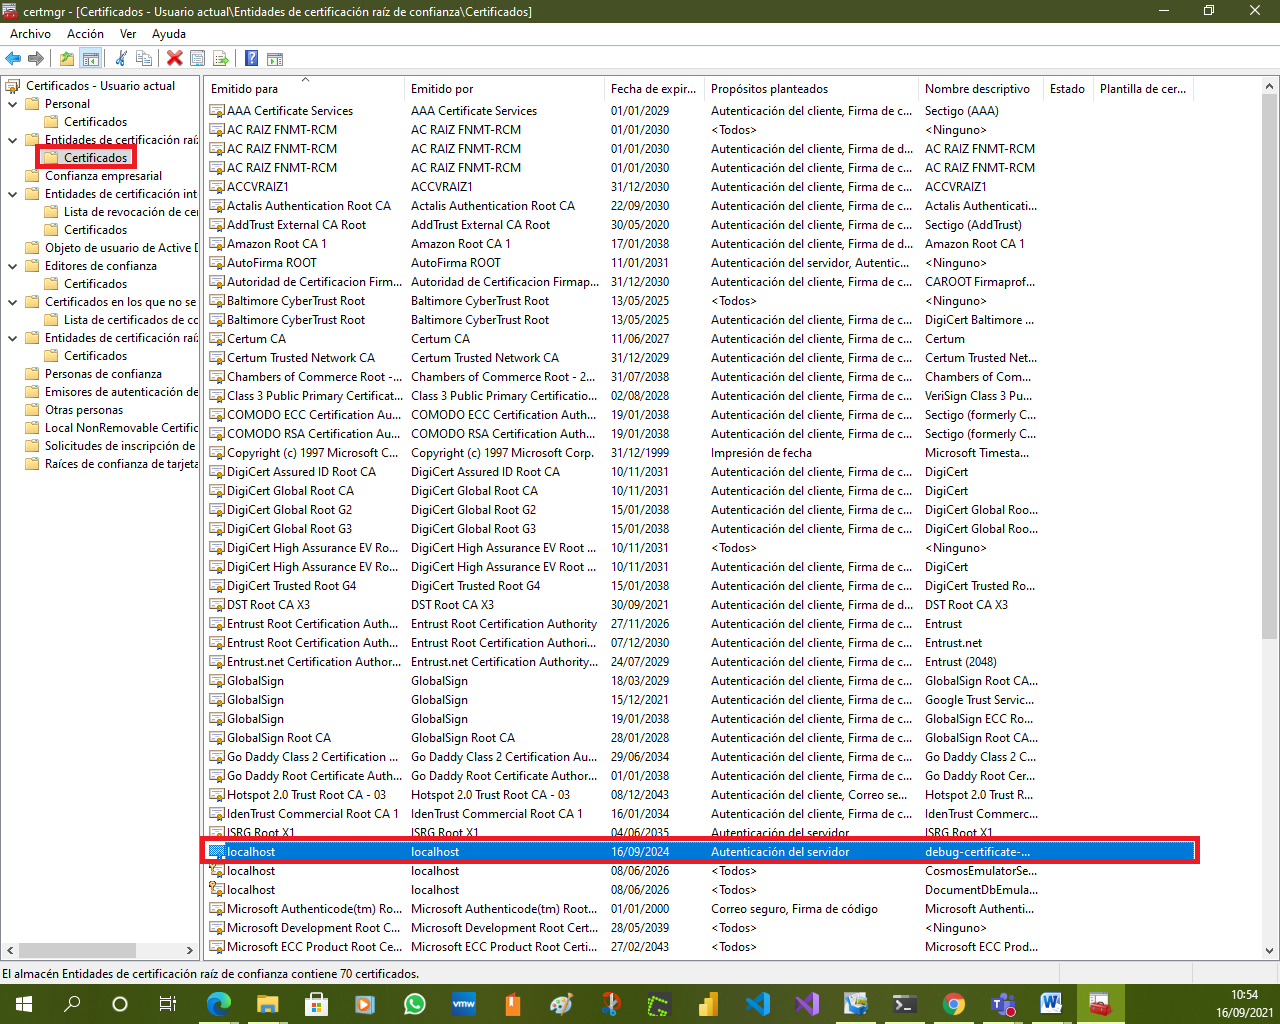 certmgr - [Certificados - Usuario actual\Entidades de certificación raíz de confianza\Certificados]
Archivo Acción Ver Ayuda
Certificados - Usuario actual
Personal
Certificados
Entidades de certificación raíz
Certificados
Confianza empresarial
Entidades de certificación int
Lista de revocación de cer
Certificados
Objeto de usuario de Active D
Editores de confianza
Certificados
Certificados en los que no se
Lista de certificados de co
Entidades de certificación raíz
Certificados
Personas de confianza
Emisores de autenticación de
Otras personas
Local NonRemovable Certific
Solicitudes de inscripción de
Raíces de confianza de tarjeta
Emitido para Emitido por Fecha de expir... Propósitos planteados Nombre descriptivo Estado Plantilla de cer...
AAA Certificate Services AAA Certificate Services 01/01/2029 Autenticación del cliente, Firma de c... Sectigo (AAA)
AC RAIZ FNMT-RCM AC RAIZ FNMT-RCM 01/01/2030 <Todos> <Ninguno>
AC RAIZ FNMT-RCM AC RAIZ FNMT-RCM 01/01/2030 Autenticación del cliente, Firma de d... AC RAIZ FNMT-RCM
AC RAIZ FNMT-RCM AC RAIZ FNMT-RCM 01/01/2030 Autenticación del cliente, Firma de c... AC RAIZ FNMT-RCM
ACCVRAIZ1 ACCVRAIZ1 31/12/2030 Autenticación del cliente, Firma de c... ACCVRAIZ1
Actalis Authentication Root CA Actalis Authentication Root CA 22/09/2030 Autenticación del cliente, Firma de c... Actalis Authenticati...
AddTrust External CA Root AddTrust External CA Root 30/05/2020 Autenticación del cliente, Firma de c... Sectigo (AddTrust)
Amazon Root CA 1 Amazon Root CA 1 17/01/2038 Autenticación del cliente, Firma de d... Amazon Root CA 1
AutoFirma ROOT AutoFirma ROOT 11/01/2031 Autenticación del servidor, Autentic... <Ninguno>
Autoridad de Certificacion Firm... Autoridad de Certificacion Firmap... 31/12/2030 Autenticación del cliente, Firma de c... CAROOT Firmaprof...
Baltimore CyberTrust Root Baltimore CyberTrust Root 13/05/2025 <Todos> <Ninguno>
Baltimore CyberTrust Root Baltimore CyberTrust Root 13/05/2025 Autenticación del cliente, Firma de c... DigiCert Baltimore ...
Certum CA Certum CA 11/06/2027 Autenticación del cliente, Firma de c... Certum
Certum Trusted Network CA Certum Trusted Network CA 31/12/2029 Autenticación del cliente, Firma de c... Certum Trusted Net...
Chambers of Commerce Root -... Chambers of Commerce Root - 2... 31/07/2038 Autenticación del cliente, Firma de c... Chambers of Com...
Class 3 Public Primary Certificat... Class 3 Public Primary Certificatio... 02/08/2028 Autenticación del cliente, Firma de c... VeriSign Class 3 Pu...
COMODO ECC Certification Au... COMODO ECC Certification Auth... 19/01/2038 Autenticación del cliente, Firma de c... Sectigo (formerly C...
COMODO RSA Certification Au... COMODO RSA Certification Auth... 19/01/2038 Autenticación del cliente, Firma de c... Sectigo (formerly C...
Copyright (c) 1997 Microsoft C... Copyright (c) 1997 Microsoft Corp. 31/12/1999 Impresión de fecha Microsoft Timesta...
DigiCert Assured ID Root CA DigiCert Assured ID Root CA 10/11/2031 Autenticación del cliente, Firma de c... DigiCert
DigiCert Global Root CA DigiCert Global Root CA 10/11/2031 Autenticación del cliente, Firma de c... DigiCert
DigiCert Global Root G2 DigiCert Global Root G2 15/01/2038 Autenticación del cliente, Firma de c... DigiCert Global Roo...
DigiCert Global Root G3 DigiCert Global Root G3 15/01/2038 Autenticación del cliente, Firma de c... DigiCert Global Roo...
DigiCert High Assurance EV Ro... DigiCert High Assurance EV Root ... 10/11/2031 <Todos> <Ninguno>
DigiCert High Assurance EV Ro... DigiCert High Assurance EV Root ... 10/11/2031 Autenticación del cliente, Firma de c... DigiCert
DigiCert Trusted Root G4 DigiCert Trusted Root G4 15/01/2038 Autenticación del cliente, Firma de c... DigiCert Trusted Ro...
DST Root CA X3 DST Root CA X3 30/09/2021 Autenticación del cliente, Firma de d... DST Root CA X3
Entrust Root Certification Auth... Entrust Root Certification Authority 27/11/2026 Autenticación del cliente, Firma de c... Entrust
Entrust Root Certification Auth... Entrust Root Certification Authori... 07/12/2030 Autenticación del cliente, Firma de c... Entrust.net
Entrust.net Certification Author... Entrust.net Certification Authority... 24/07/2029 Autenticación del cliente, Firma de c... Entrust (2048)
GlobalSign GlobalSign 18/03/2029 Autenticación del cliente, Firma de c... GlobalSign Root CA...
GlobalSign GlobalSign 15/12/2021 Autenticación del cliente, Firma de c... Google Trust Servic...
GlobalSign GlobalSign 19/01/2038 Autenticación del cliente, Firma de c... GlobalSign ECC Ro...
GlobalSign Root CA GlobalSign Root CA 28/01/2028 Autenticación del cliente, Firma de c... GlobalSign Root CA...
Go Daddy Class 2 Certification ... Go Daddy Class 2 Certification Au... 29/06/2034 Autenticación del cliente, Firma de c... Go Daddy Class 2 C...
Go Daddy Root Certificate Auth... Go Daddy Root Certificate Author... 01/01/2038 Autenticación del cliente, Firma de c... Go Daddy Root Cer...
Hotspot 2.0 Trust Root CA - 03 Hotspot 2.0 Trust Root CA - 03 08/12/2043 Autenticación del cliente, Correo se... Hotspot 2.0 Trust R...
IdenTrust Commercial Root CA 1 IdenTrust Commercial Root CA 1 16/01/2034 Autenticación del cliente, Firma de c... IdenTrust Commerc...
ISRG Root X1 ISRG Root X1 04/06/2035 Autenticación del servidor ISRG Root X1
localhost localhost 16/09/2024 Autenticación del servidor debug-certificate-...
localhost localhost 08/06/2026 <Todos> CosmosEmulatorSe...
localhost localhost 08/06/2026 <Todos> DocumentDbEmula...
Microsoft Authenticode(tm) Ro... Microsoft Authenticode(tm) Root... 01/01/2000 Correo seguro, Firma de código Microsoft Authenti...
Microsoft Development Root C... Microsoft Development Root Cert... 28/05/2039 <Todos> <Ninguno>
Microsoft ECC Product Root Ce... Microsoft ECC Product Root Certi... 27/02/2043 <Todos> Microsoft ECC Prod...
El almacén Entidades de certificación raíz de confianza contiene 70 certificados.
vmw
10:54
16/09/2021